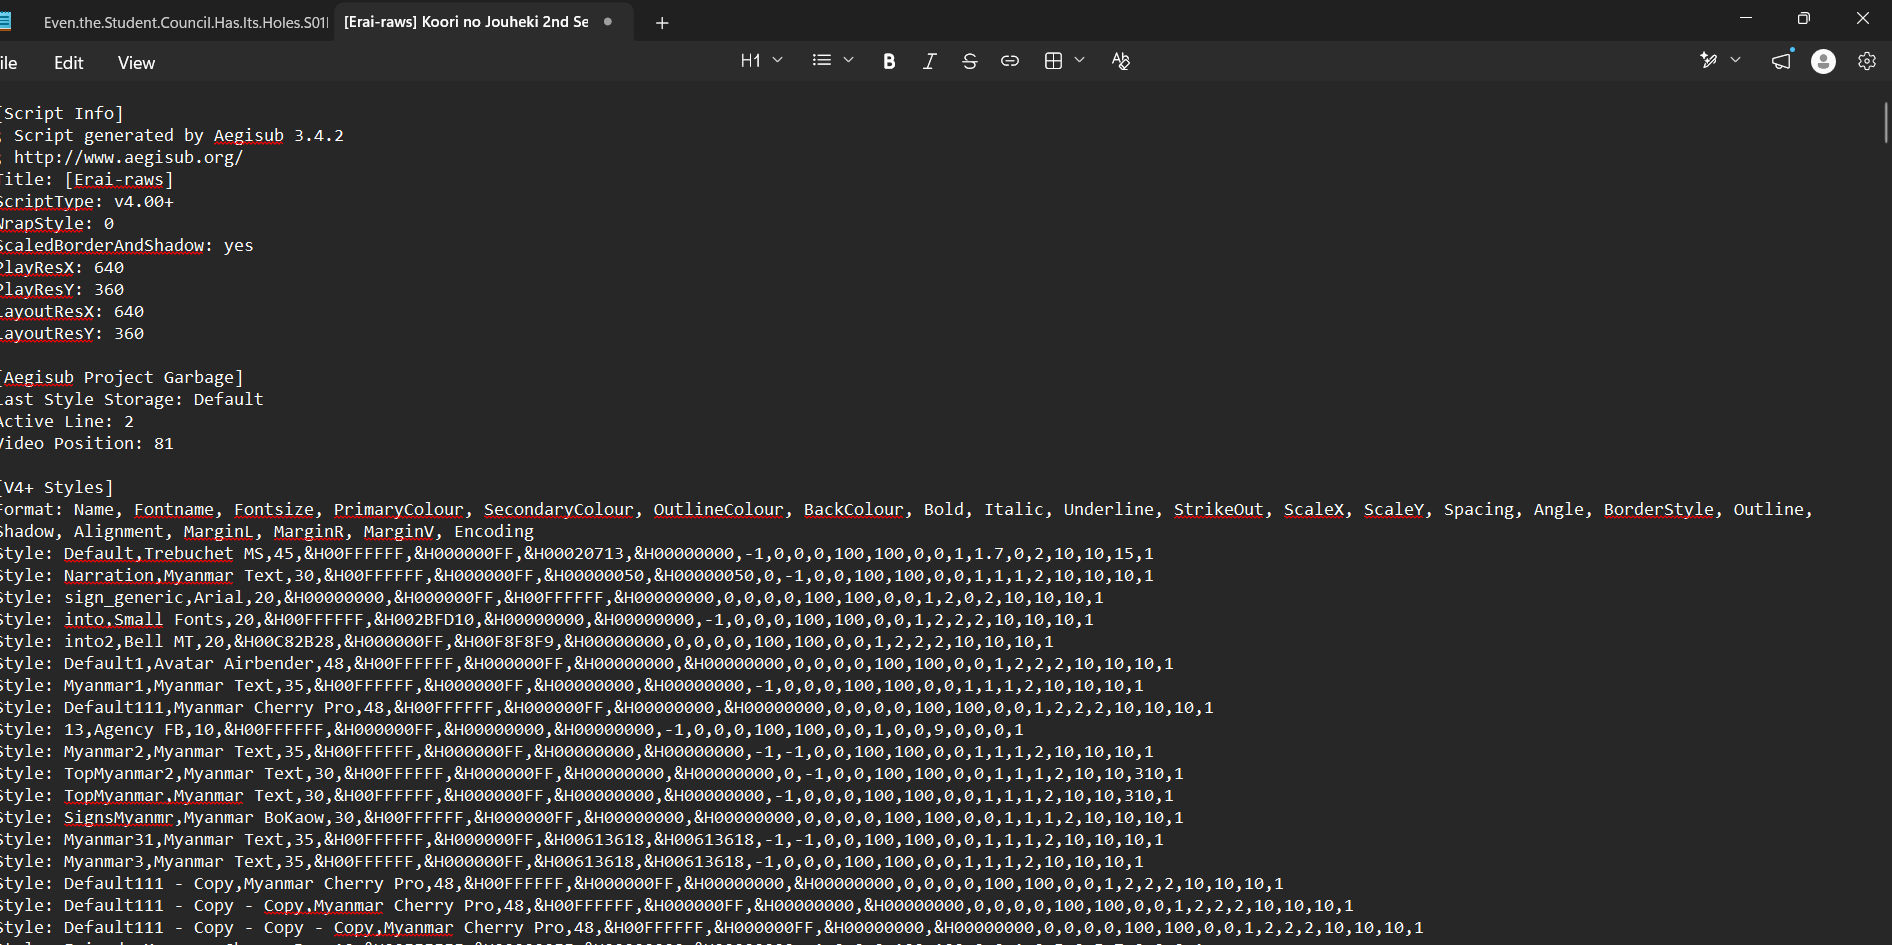 Even.the.Student.Council.Has.Its.Holes.S01
[Erai-raws] Koori no Jouheki 2nd Se
ile Edit View H1
[Script Info]
; Script generated by Aegisub 3.4.2
; http://www.aegisub.org/
Title: [Erai-raws]
ScriptType: v4.00+
WrapStyle: 0
ScaledBorderAndShadow: yes
PlayResX: 640
PlayResY: 360
LayoutResX: 640
LayoutResY: 360
[Aegisub Project Garbage]
Last Style Storage: Default
Active Line: 2
Video Position: 81
[V4+ Styles]
Format: Name, Fontname, Fontsize, PrimaryColour, SecondaryColour, OutlineColour, BackColour, Bold, Italic, Underline, StrikeOut, ScaleX, ScaleY, Spacing, Angle, BorderStyle, Outline,
Shadow, Alignment, MarginL, MarginR, MarginV, Encoding
Style: Default,Trebuchet MS,45,&H00FFFFFF,&H000000FF,&H00020713,&H00000000,-1,0,0,0,100,100,0,0,1,1.7,0,2,10,10,15,1
Style: Narration,Myanmar Text,30,&H00FFFFFF,&H000000FF,&H00000050,&H00000050,0,-1,0,0,100,100,0,0,1,1,1,2,10,10,10,1
Style: sign_generic,Arial,20,&H00000000,&H000000FF,&H00FFFFFF,&H00000000,0,0,0,0,100,100,0,0,1,2,0,2,10,10,10,1
Style: into,Small Fonts,20,&H00FFFFFF,&H002BFD10,&H00000000,&H00000000,-1,0,0,0,100,100,0,0,1,2,2,2,10,10,10,1
Style: into2,Bell MT,20,&H00C82B28,&H000000FF,&H00F8F8F9,&H00000000,0,0,0,0,100,100,0,0,1,2,2,2,10,10,10,1
Style: Default1,Avatar Airbender,48,&H00FFFFFF,&H000000FF,&H00000000,&H00000000,0,0,0,0,100,100,0,0,1,2,2,2,10,10,10,1
Style: Myanmar1,Myanmar Text,35,&H00FFFFFF,&H000000FF,&H00000000,&H00000000,-1,0,0,0,100,100,0,0,1,1,1,2,10,10,10,1
Style: Default111,Myanmar Cherry Pro,48,&H00FFFFFF,&H000000FF,&H00000000,&H00000000,0,0,0,0,100,100,0,0,1,2,2,2,10,10,10,1
Style: 13,Agency FB,10,&H00FFFFFF,&H000000FF,&H00000000,&H00000000,-1,0,0,0,100,100,0,0,1,0,0,9,0,0,0,1
Style: Myanmar2,Myanmar Text,35,&H00FFFFFF,&H000000FF,&H00000000,&H00000000,-1,-1,0,0,100,100,0,0,1,1,1,2,10,10,10,1
Style: TopMyanmar2,Myanmar Text,30,&H00FFFFFF,&H000000FF,&H00000000,&H00000000,0,-1,0,0,100,100,0,0,1,1,1,2,10,10,310,1
Style: TopMyanmar,Myanmar Text,30,&H00FFFFFF,&H000000FF,&H00000000,&H00000000,-1,0,0,0,100,100,0,0,1,1,1,2,10,10,310,1
Style: SignsMyanmr,Myanmar BoKaow,30,&H00FFFFFF,&H000000FF,&H00000000,&H00000000,0,0,0,0,100,100,0,0,1,1,1,2,10,10,10,1
Style: Myanmar31,Myanmar Text,35,&H00FFFFFF,&H000000FF,&H00613618,&H00613618,-1,-1,0,0,100,100,0,0,1,1,1,2,10,10,10,1
Style: Myanmar3,Myanmar Text,35,&H00FFFFFF,&H000000FF,&H00613618,&H00613618,-1,0,0,0,100,100,0,0,1,1,1,2,10,10,10,1
Style: Default111 - Copy,Myanmar Cherry Pro,48,&H00FFFFFF,&H000000FF,&H00000000,&H00000000,0,0,0,0,100,100,0,0,1,2,2,2,10,10,10,1
Style: Default111 - Copy - Copy,Myanmar Cherry Pro,48,&H00FFFFFF,&H000000FF,&H00000000,&H00000000,0,0,0,0,100,100,0,0,1,2,2,2,10,10,10,1
Style: Default111 - Copy - Copy - Copy,Myanmar Cherry Pro,48,&H00FFFFFF,&H000000FF,&H00000000,&H00000000,0,0,0,0,100,100,0,0,1,2,2,2,10,10,10,1